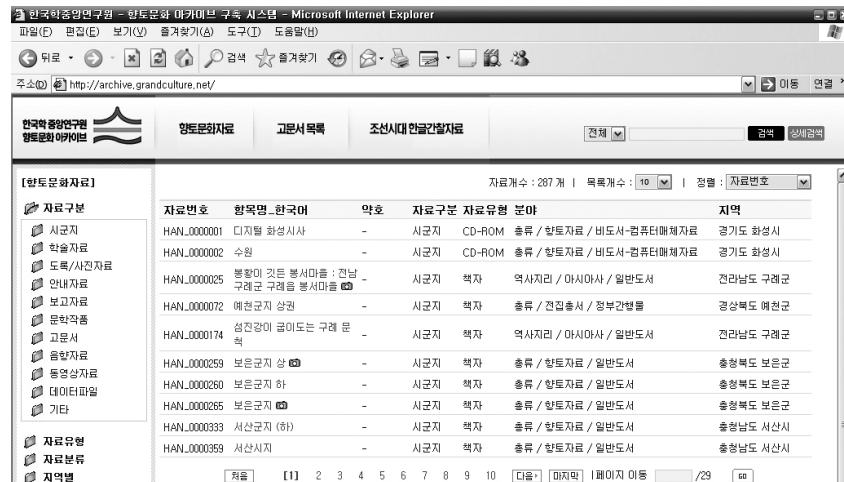 한국학중앙연구원 - 향토문화 아카이브 구축 시스템 - Microsoft Internet Explorer
파일(F) 편집(E) 보기(V) 즐겨찾기(A) 도구(T) 도움말(H)
뒤로 검색 즐겨찾기
주소(D) http://archive.grandculture.net/ 이동 연결 »
한국학중앙연구원
향토문화 아카이브
향토문화자료 고문서 목록 조선시대 한글간찰자료 전체 검색 상세검색
[향토문화자료] 자료개수 : 287 개 | 목록개수 : 10 | 정렬 : 자료번호
자료구분
시군지
학술자료
도록/사진자료
안내자료
보고자료
문학작품
고문서
음향자료
동영상자료
데이터파일
기타
자료유형
자료분류
지역별
자료번호 항목명_한국어 약호 자료구분 자료유형 분야 지역
HAN_0000001 디지털 화성시사 - 시군지 CD-ROM 총류 / 향토자료 / 비도서-컴퓨터매체자료 경기도 화성시
HAN_0000002 수원 - 시군지 CD-ROM 총류 / 향토자료 / 비도서-컴퓨터매체자료 경기도 화성시
HAN_0000025 봉황이 깃든 봉서마을 : 전남 구례군 구례읍 봉서마을 - 시군지 책자 역사지리 / 아시아사 / 일반도서 전라남도 구례군
HAN_0000072 예천군지 상권 - 시군지 책자 총류 / 전집총서 / 정부간행물 경상북도 예천군
HAN_0000174 섬진강이 굽이도는 구례 문척 - 시군지 책자 역사지리 / 아시아사 / 일반도서 전라남도 구례군
HAN_0000259 보은군지 상 - 시군지 책자 총류 / 향토자료 / 일반도서 충청북도 보은군
HAN_0000260 보은군지 하 - 시군지 책자 총류 / 향토자료 / 일반도서 충청북도 보은군
HAN_0000265 보은군지 - 시군지 책자 총류 / 향토자료 / 일반도서 충청북도 보은군
HAN_0000333 서산군지 (하) - 시군지 책자 총류 / 향토자료 / 일반도서 충청남도 서산시
HAN_0000359 서산시지 - 시군지 책자 총류 / 향토자료 / 일반도서 충청남도 서산시
처음 [1] 2 3 4 5 6 7 8 9 10 다음 마지막 | 페이지 이동 /29 GO